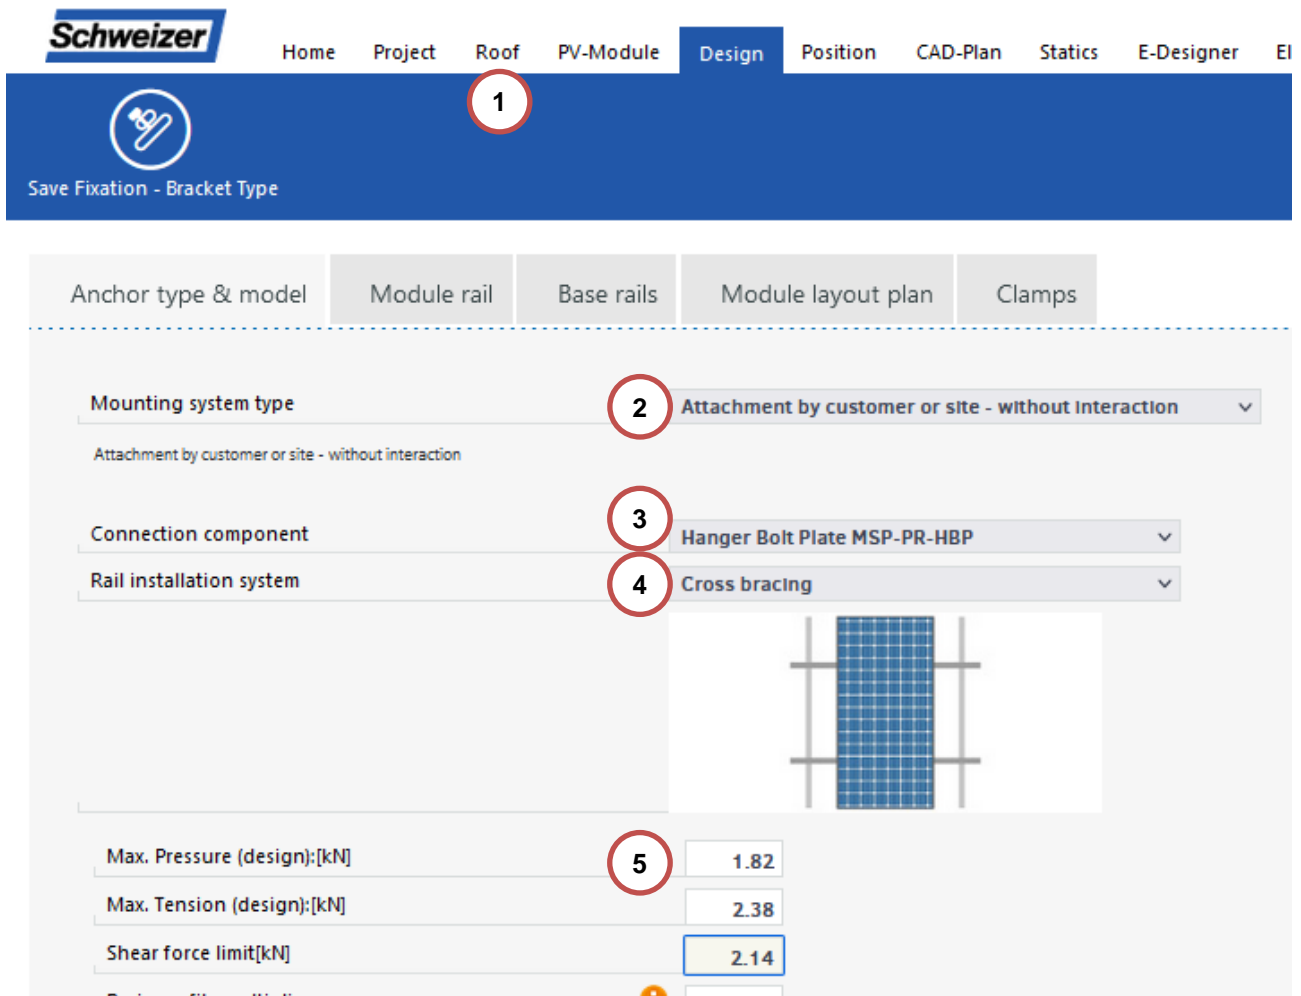 Schweizer
Home Project Roof PV-Module Design Position CAD-Plan Statics E-Designer
1
Save Fixation - Bracket Type
Anchor type & model Module rail Base rails Module layout plan Clamps
Mounting system type 2 Attachment by customer or site - without interaction
Attachment by customer or site - without interaction
Connection component 3 Hanger Bolt Plate MSP-PR-HBP
Rail installation system 4 Cross bracing
Max. Pressure (design):[kN] 5 1.82
Max. Tension (design):[kN] 2.38
Shear force limit[kN] 2.14